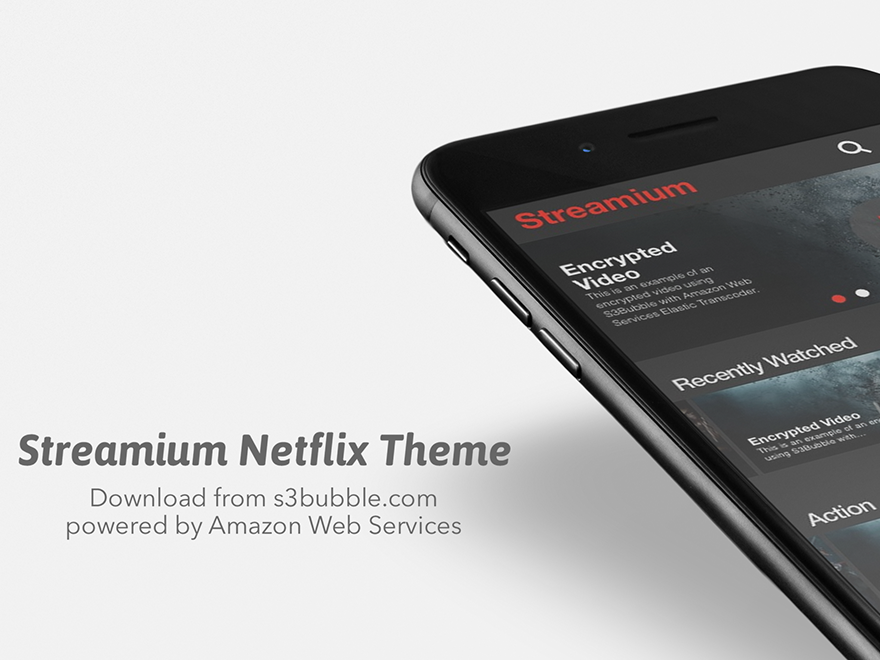 Streamium
Encrypted
Video
This is an example of an
encrypted video using
S3Bubble with Amazon Web
Services Elastic Transcoder.
Recently Watched
Encrypted Video
This is an example of an en
using S3Bubble with...
Action
Streamium Netflix Theme
Download from s3bubble.com
powered by Amazon Web Services